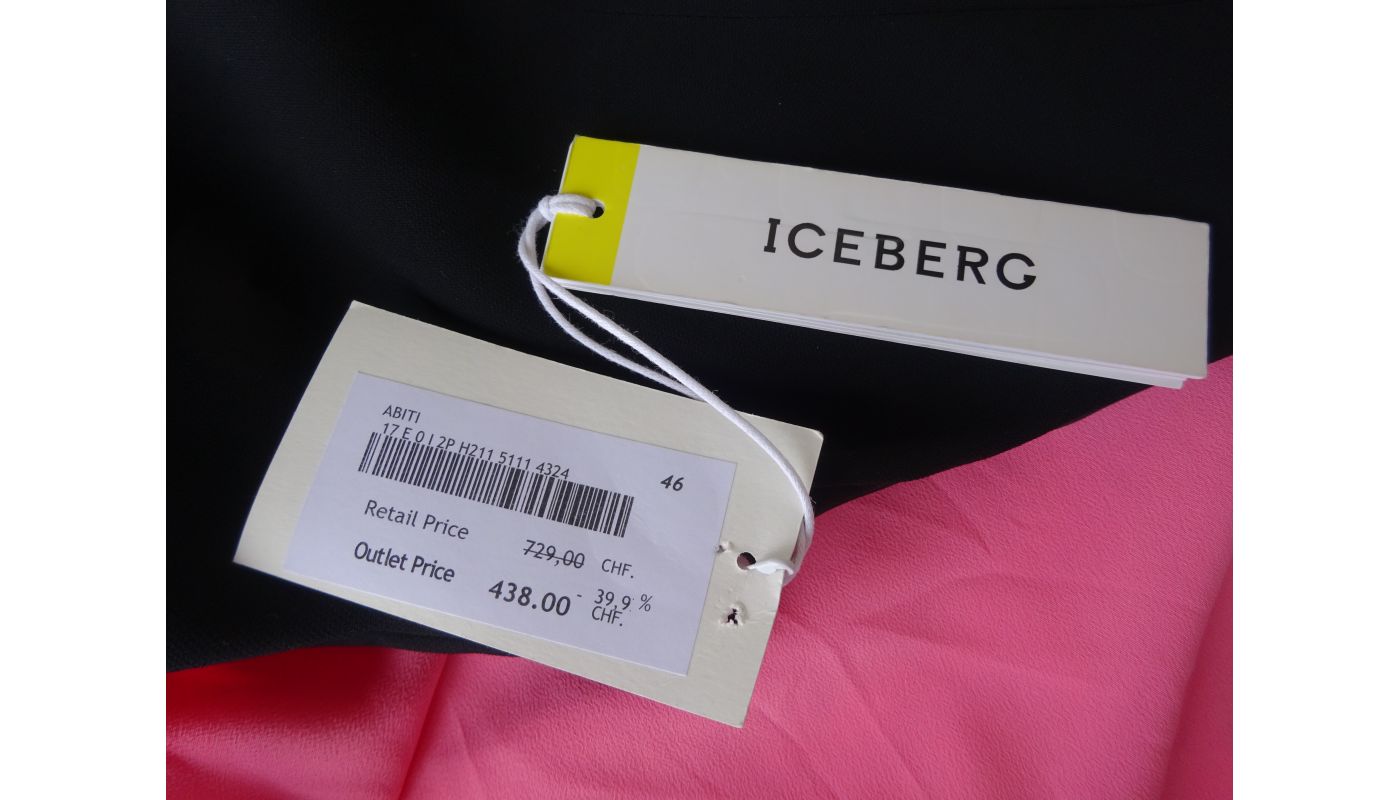 ICEBERG
ABITI
17 E 0 I 2P H211 5111 4324
46
Retail Price 729,00 CHF.
Outlet Price 438.00 - 39,9 %
CHF.